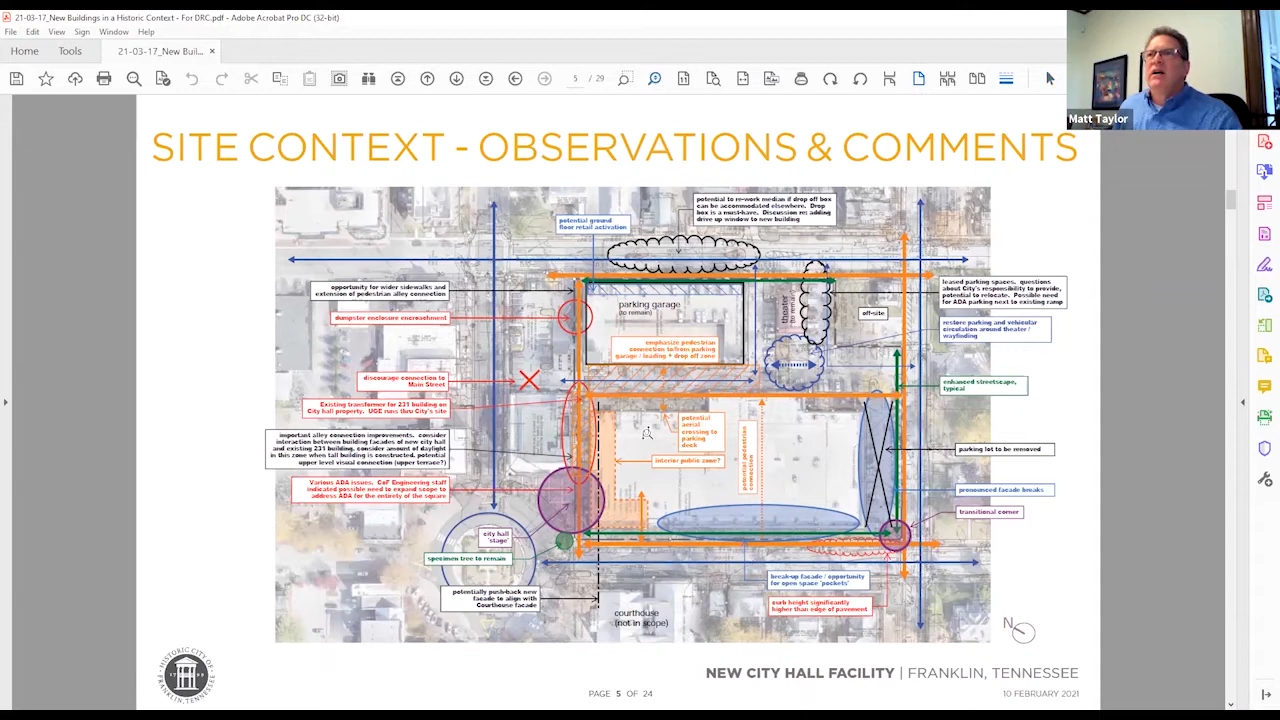 21-03-17_New Buildings in a Historic Context - For DRC.pdf - Adobe Acrobat Pro DC (32-bit)
File Edit View Sign Window Help
Home Tools 21-03-17_New Buil... ×
5 / 29
Matt Taylor
SITE CONTEXT - OBSERVATIONS & COMMENTS
potential to re-work median if drop off box
can be accommodated elsewhere. Drop
box is a must-have. Discussion re: adding
drive up window to new building
potential ground
floor retail activation
opportunity for wider sidewalks and
extension of pedestrian alley connection
dumpster enclosure encroachment
discourage connection to
Main Street
Existing transformer for 231 building on
City hall property. UGE runs thru City's site
important alley connection improvements. consider
interaction between building facades of new city hall
and existing 231 building. consider amount of daylight
in this zone when tall building is constructed, potential
upper level visual connection (upper terrace?)
Various ADA issues. CoF Engineering staff
indicated possible need to expand scope to
address ADA for the entirety of the square
city hall
'stage'
specimen tree to remain
potentially push-back new
facade to align with
Courthouse facade
parking garage
(to remain)
emphasize pedestrian
connection to/from parking
garage / loading + drop off zone
theater
to remain
off-site
potential
aerial
crossing to
parking
deck
interior public zone?
potential pedestrian
connection
leased parking spaces. questions
about City's responsibility to provide,
potential to relocate. Possible need
for ADA parking next to existing ramp
restore parking and vehicular
circulation around theater /
wayfinding
enhanced streetscape,
typical
parking lot to be removed
pronounced facade breaks
transitional corner
break-up facade / opportunity
for open space 'pockets'
curb height significantly
higher than edge of pavement
courthouse
(not in scope)
N
HISTORIC CITY OF
1799
FRANKLIN, TENNESSEE
NEW CITY HALL FACILITY | FRANKLIN, TENNESSEE
PAGE 5 OF 24
10 FEBRUARY 2021